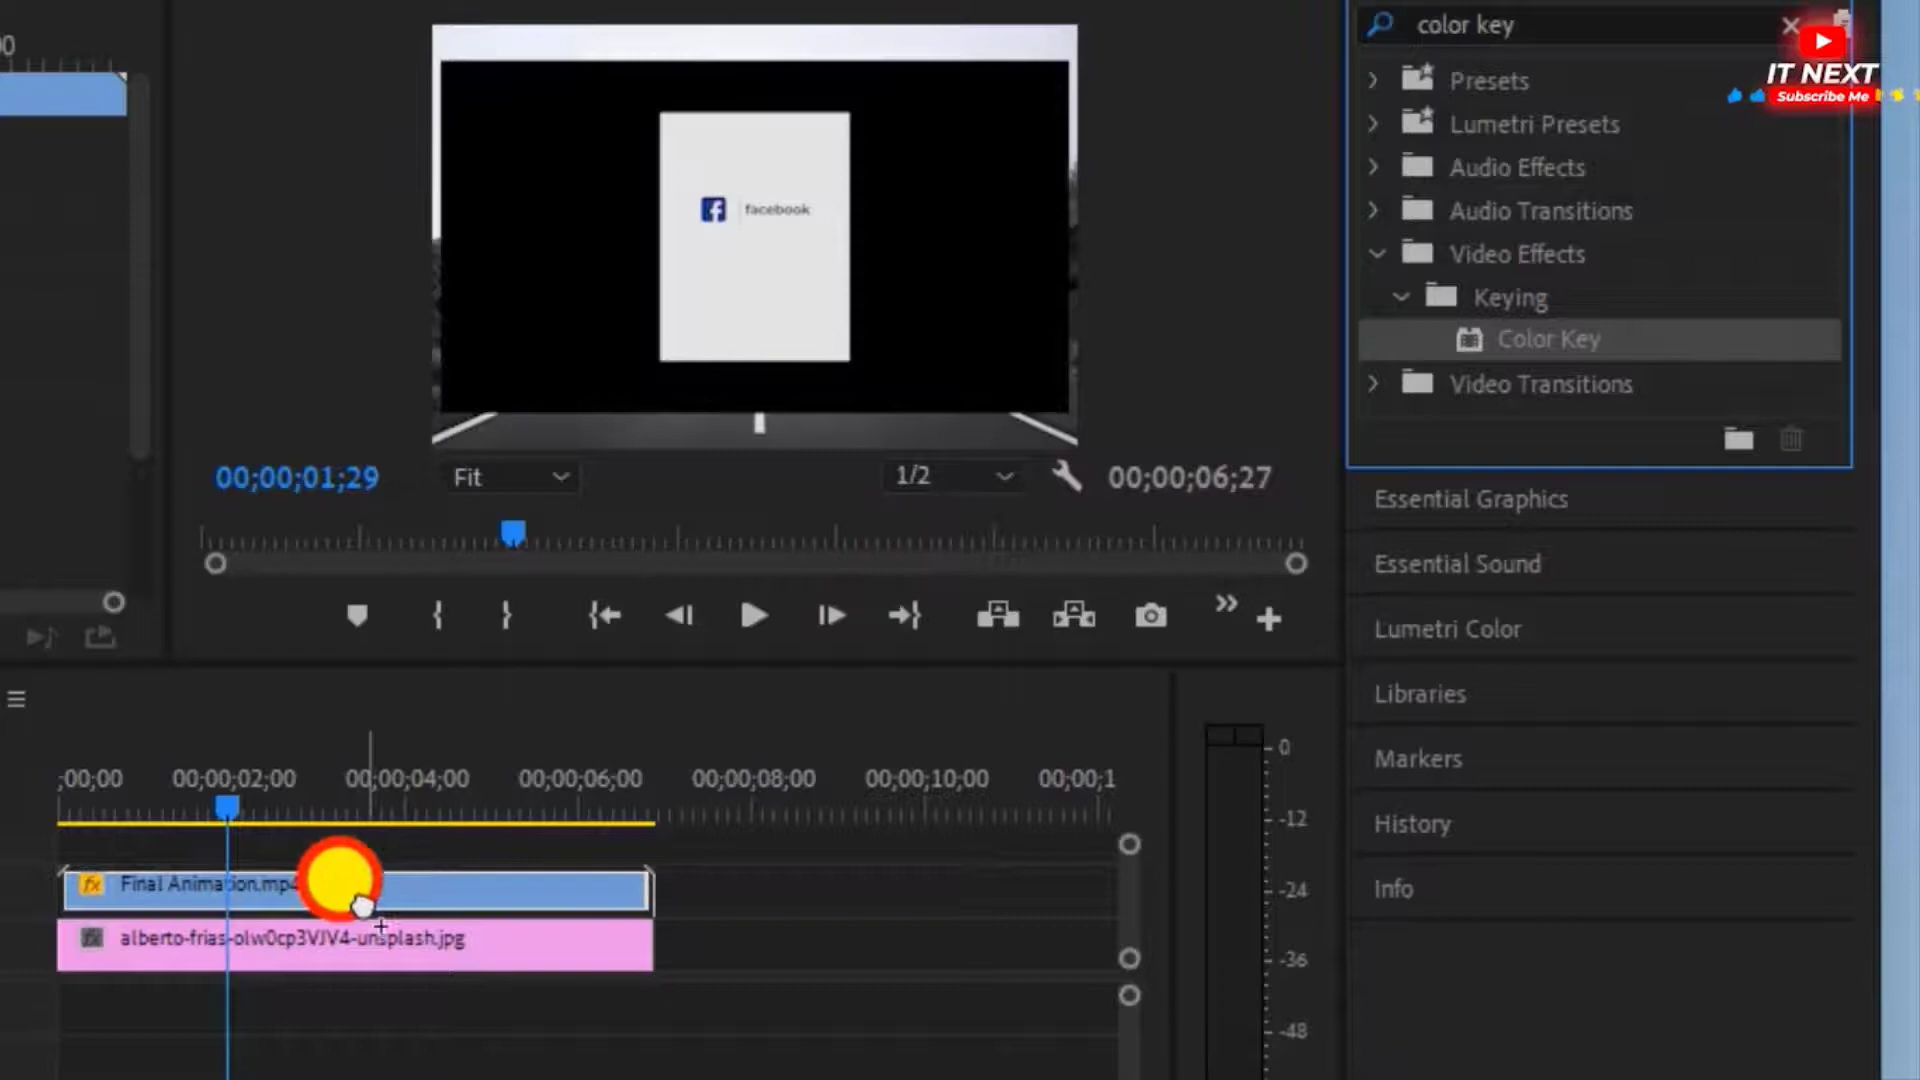 00
color key
IT NEXT
Subscribe Me
Presets
Lumetri Presets
Audio Effects
Audio Transitions
Video Effects
Keying
Color Key
Video Transitions
f facebook
00;00;01;29
Fit
1/2
00;00;06;27
Essential Graphics
Essential Sound
Lumetri Color
Libraries
Markers
History
Info
;00;00
00;00;02;00
00;00;04;00
00;00;06;00
00;00;08;00
00;00;10;00
00;00;1
fx Final Animation.mp4
fx alberto-frias-olw0cp3VJV4-unsplash.jpg
0
-12
-24
-36
-48